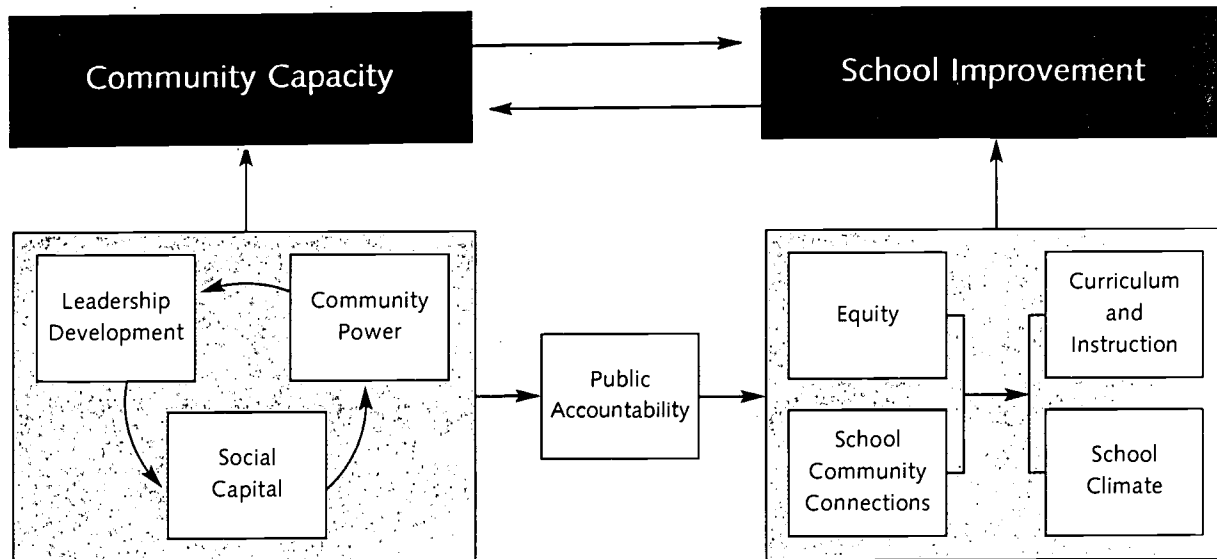 Community Capacity
School Improvement
Leadership
Development
Community
Power
Social
Capital
Public
Accountability
Equity
School
Community
Connections
Curriculum
and
Instruction
School
Climate